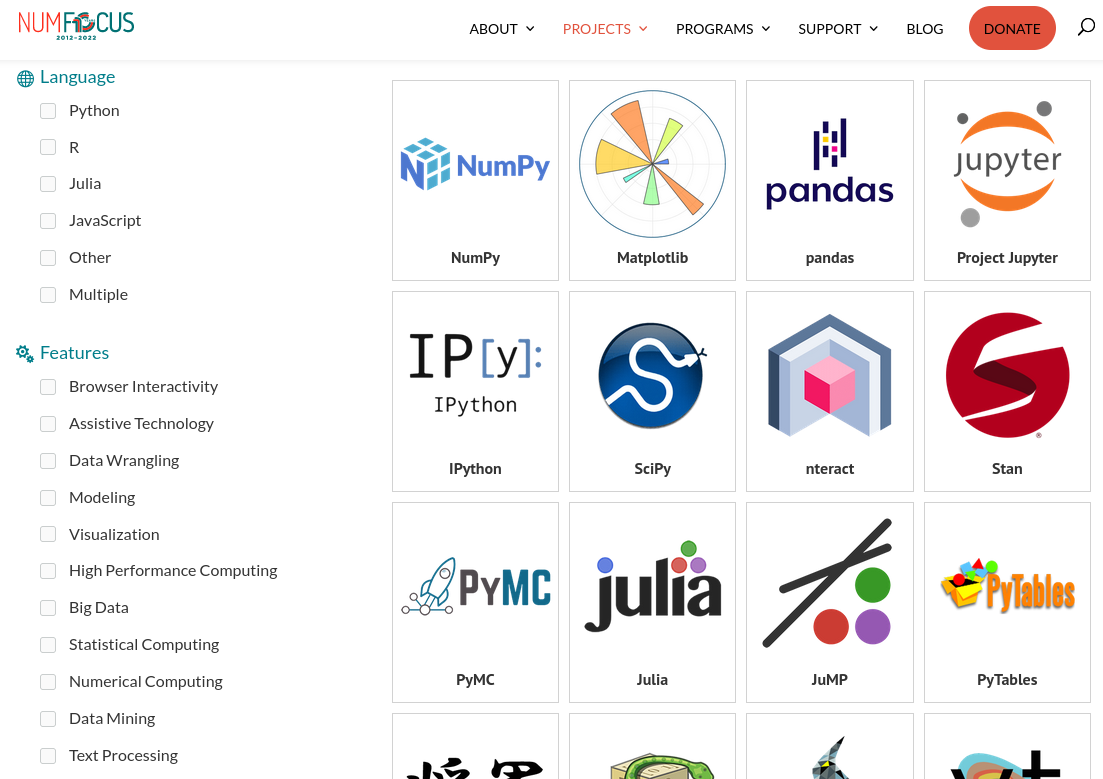 NUMFOCUS
2012-2022
ABOUT
PROJECTS
PROGRAMS
SUPPORT
BLOG
DONATE
Language
Python
R
Julia
JavaScript
Other
Multiple
Features
Browser Interactivity
Assistive Technology
Data Wrangling
Modeling
Visualization
High Performance Computing
Big Data
Statistical Computing
Numerical Computing
Data Mining
Text Processing
NumPy
NumPy
Matplotlib
pandas
pandas
jupyter
Project Jupyter
IP[y]:
IPython
IPython
SciPy
nteract
®
Stan
PyMC
PyMC
julia
Julia
JuMP
PyTables
PyTables